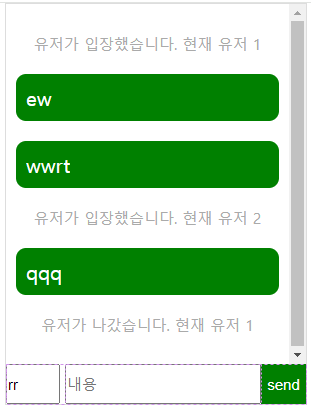 유저가 입장했습니다. 현재 유저 1
ew
wwrt
유저가 입장했습니다. 현재 유저 2
qqq
유저가 나갔습니다. 현재 유저 1
rr 내용 send